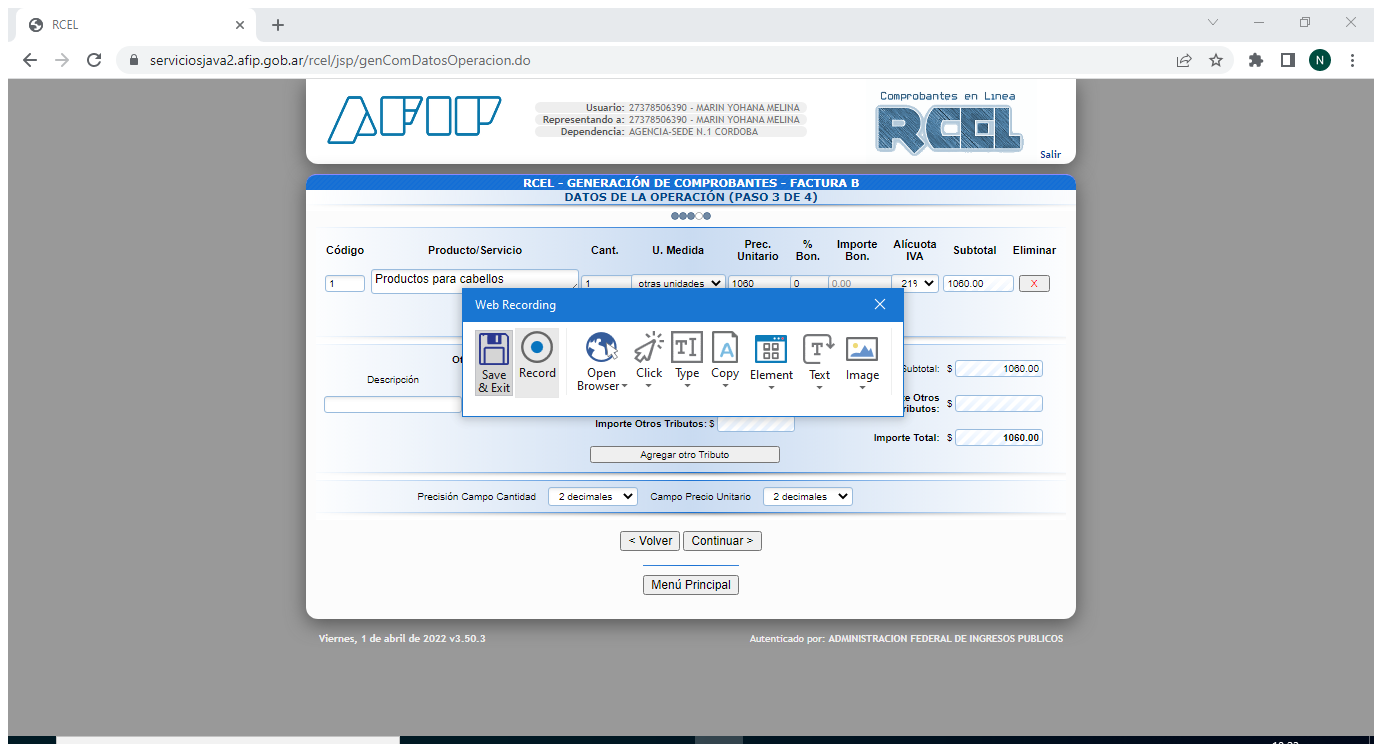 RCEL
serviciosjava2.afip.gob.ar/rcel/jsp/genComDatosOperacion.do
N
AFIP
Usuario: 27378506390 - MARIN YOHANA MELINA
Representando a: 27378506390 - MARIN YOHANA MELINA
Dependencia: AGENCIA-SEDE N.1 CORDOBA
Comprobantes en Linea
RCEL
Salir
RCEL - GENERACIÓN DE COMPROBANTES - FACTURA B
DATOS DE LA OPERACIÓN (PASO 3 DE 4)
Código Producto/Servicio Cant. U. Medida Prec. Unitario % Bon. Importe Bon. Alícuota IVA Subtotal Eliminar
1 Productos para cabellos 1 otras unidades 1060 0 0.00 21% 1060.00 X
Web Recording
Save & Exit Record Open Browser Click Type Copy Element Text Image
Descripción
Subtotal: $ 1060.00
Importe Otros Tributos: $
Importe Total: $ 1060.00
Agregar otro Tributo
Precisión Campo Cantidad 2 decimales Campo Precio Unitario 2 decimales
< Volver Continuar >
Menú Principal
Viernes, 1 de abril de 2022 v3.50.3
Autenticado por: ADMINISTRACION FEDERAL DE INGRESOS PUBLICOS